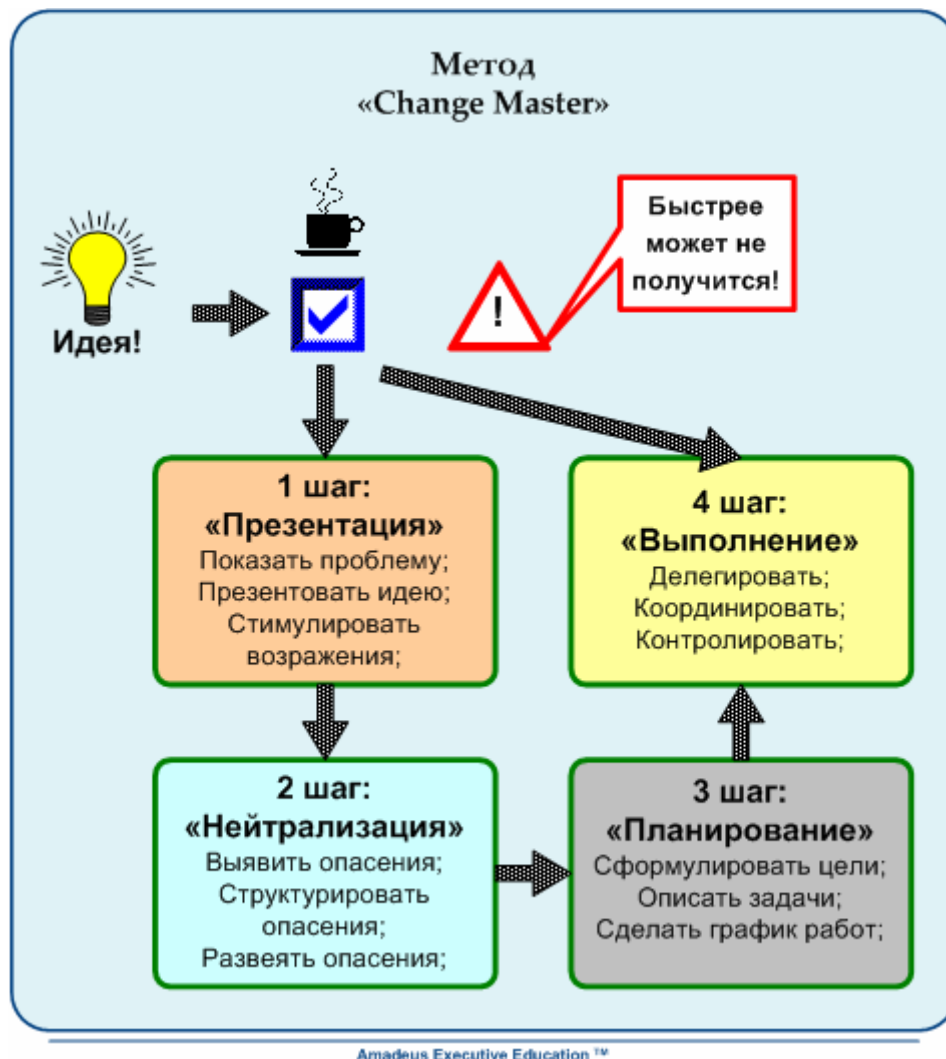 Метод
«Change Master»
Быстрее
может не
получится!
!
Идея!
1 шаг:
«Презентация»
Показать проблему;
Презентовать идею;
Стимулировать
возражения;
4 шаг:
«Выполнение»
Делегировать;
Координировать;
Контролировать;
2 шаг:
«Нейтрализация»
Выявить опасения;
Структурировать
опасения;
Развеять опасения;
3 шаг:
«Планирование»
Сформулировать цели;
Описать задачи;
Сделать график работ;
Amadeus Executive Education ™